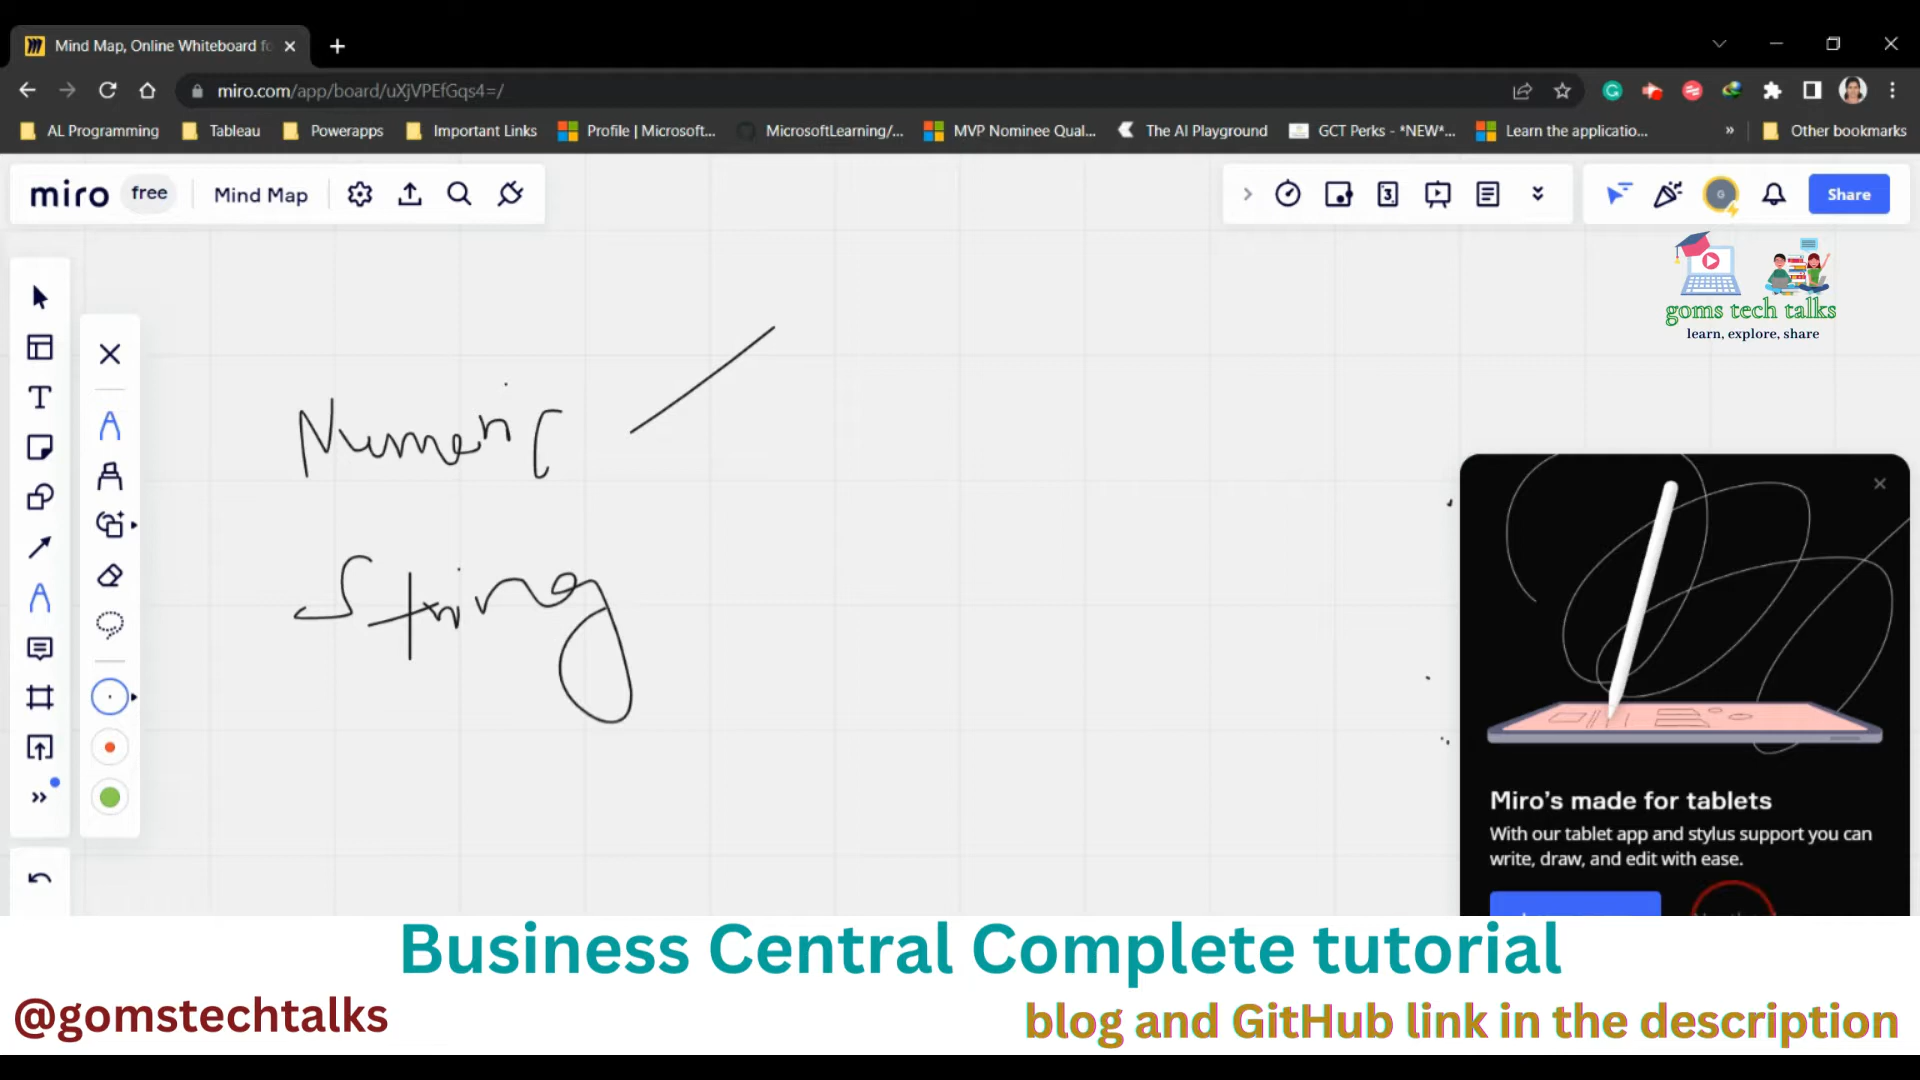 Mind Map, Online Whiteboard fo
miro.com/app/board/uXjVPEfGqs4=/
AL Programming Tableau Powerapps Important Links Profile | Microsoft... MicrosoftLearning/... MVP Nominee Qual... The AI Playground GCT Perks - *NEW*... Learn the applicatio... » Other bookmarks
miro free Mind Map 3 G Share
goms tech talks
learn, explore, share
Numeric
String
Miro's made for tablets
With our tablet app and stylus support you can
write, draw, and edit with ease.
Business Central Complete tutorial
@gomstechtalks
blog and GitHub link in the description